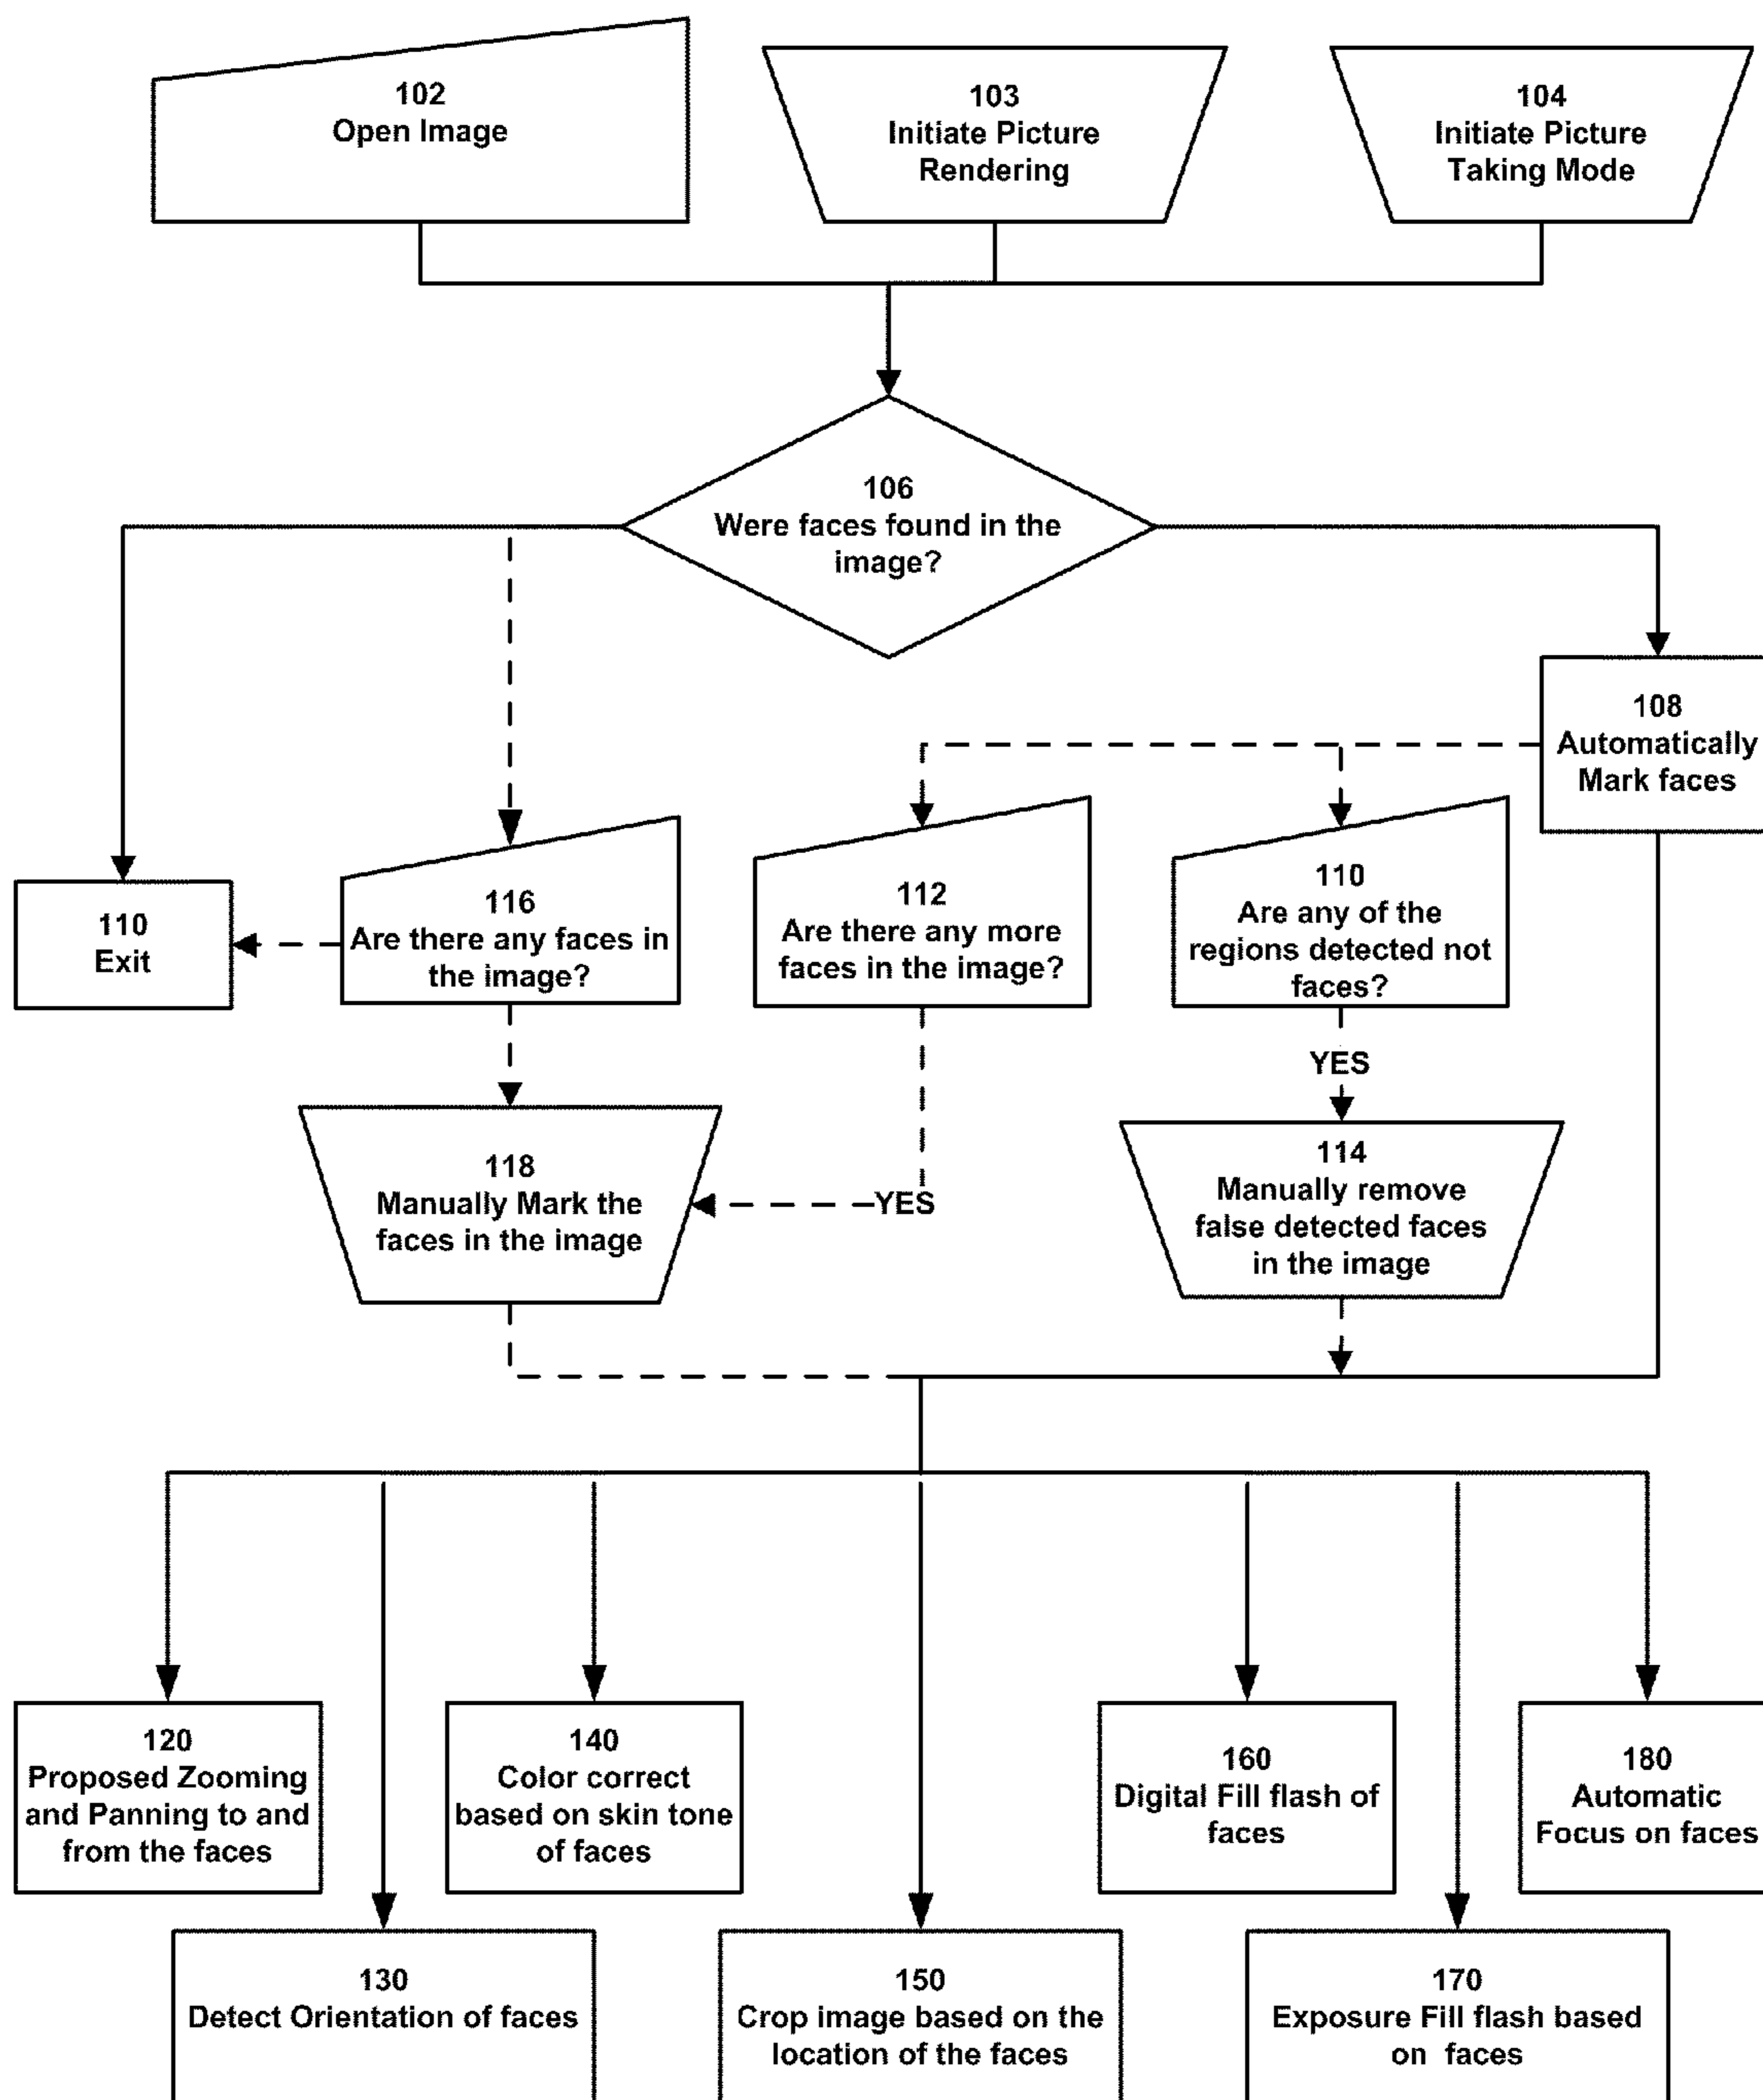 102
Open Image
103
Initiate Picture
Rendering
104
Initiate Picture
Taking Mode
106
Were faces found in the
image?
108
Automatically
Mark faces
110
Exit
116
Are there any faces in
the image?
112
Are there any more
faces in the image?
110
Are any of the
regions detected not
faces?
YES
118
Manually Mark the
faces in the image
YES
114
Manually remove
false detected faces
in the image
120
Proposed Zooming
and Panning to and
from the faces
140
Color correct
based on skin tone
of faces
160
Digital Fill flash of
faces
180
Automatic
Focus on faces
130
Detect Orientation of faces
150
Crop image based on the
location of the faces
170
Exposure Fill flash based
on faces